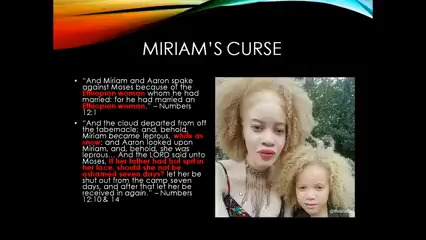 MIRIAM'S CURSE
• "And Miriam and Aaron spake
against Moses because of the
Ethiopian woman whom he had
married: for he had married an
Ethiopian woman." – Numbers
12:1
• "And the cloud departed from off
the tabernacle; and, behold,
Miriam became leprous, white as
snow; and Aaron looked upon
Miriam, and, behold, she was
leprous... And the LORD said unto
Moses, If her father had but spit in
her face, should she not be
ashamed seven days? let her be
shut out from the camp seven
days, and after that let her be
received in again." – Numbers
12:10 & 14